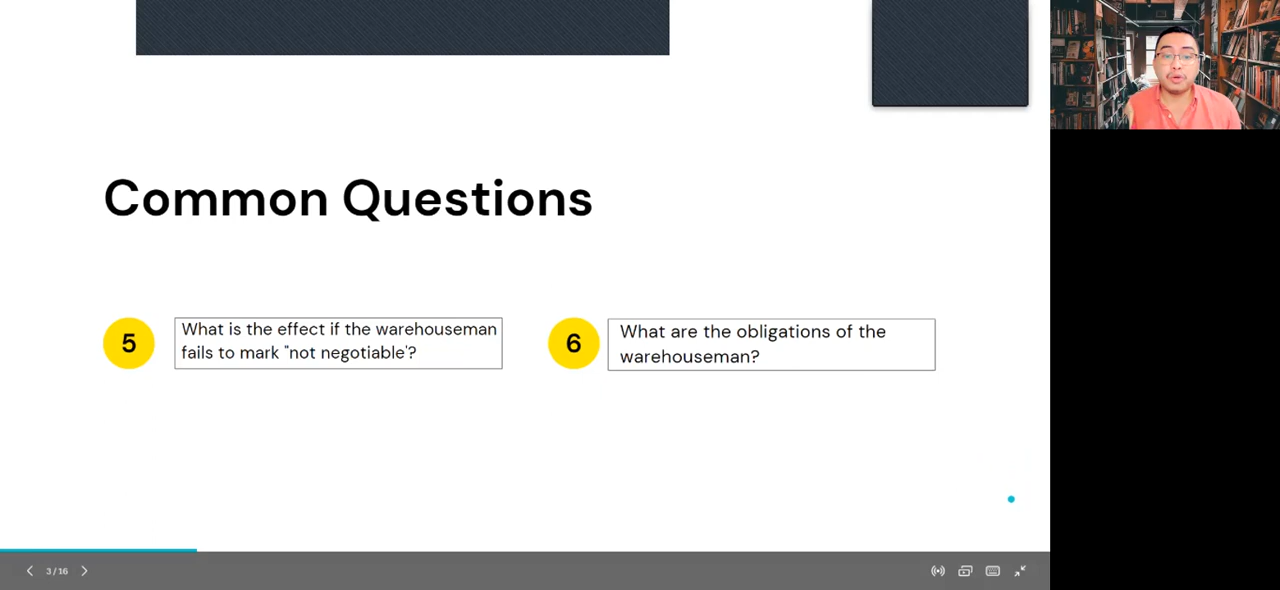 Common Questions
5
What is the effect if the warehouseman
fails to mark "not negotiable'?
6
What are the obligations of the
warehouseman?
3 / 16